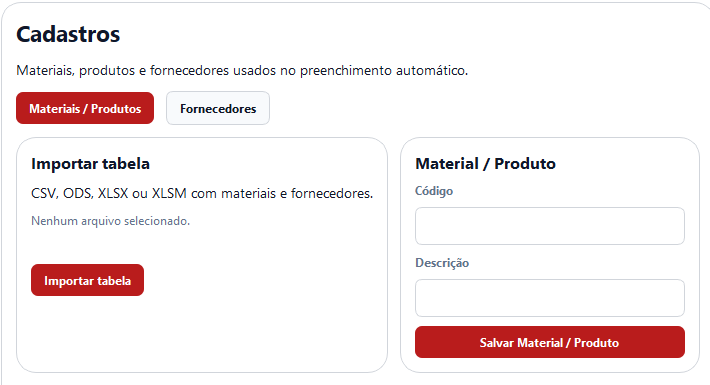 Cadastros
Materiais, produtos e fornecedores usados no preenchimento automático.
Materiais / Produtos
Fornecedores
Importar tabela
CSV, ODS, XLSX ou XLSM com materiais e fornecedores.
Nenhum arquivo selecionado.
Importar tabela
Material / Produto
Código
Descrição
Salvar Material / Produto